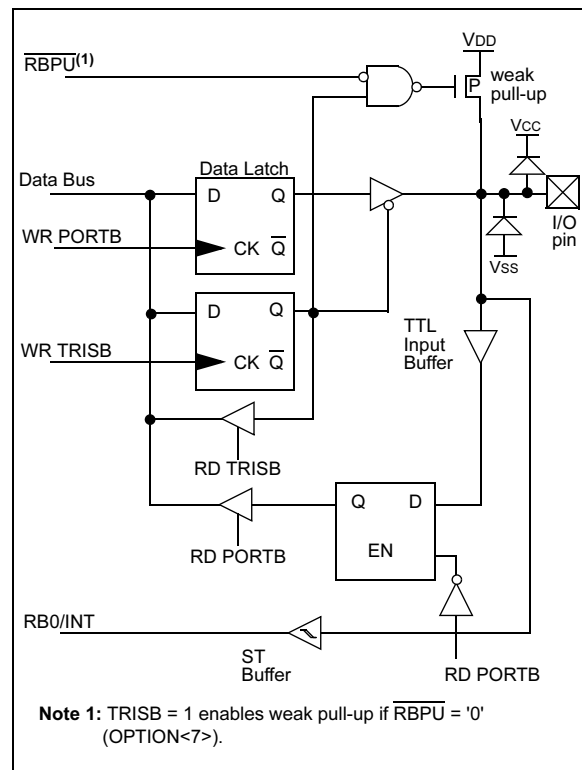 VDD
RBPU(1)
weak
pull-up
P
VCC
Data Latch
Data Bus
D
Q
WR PORTB
CK
Q
I/O
pin
VSS
D
Q
TTL
Input
Buffer
WR TRISB
CK
Q
RD TRISB
Q
D
RD PORTB
EN
RB0/INT
ST
Buffer
RD PORTB
Note 1: TRISB = 1 enables weak pull-up if RBPU = '0'
(OPTION<7>).